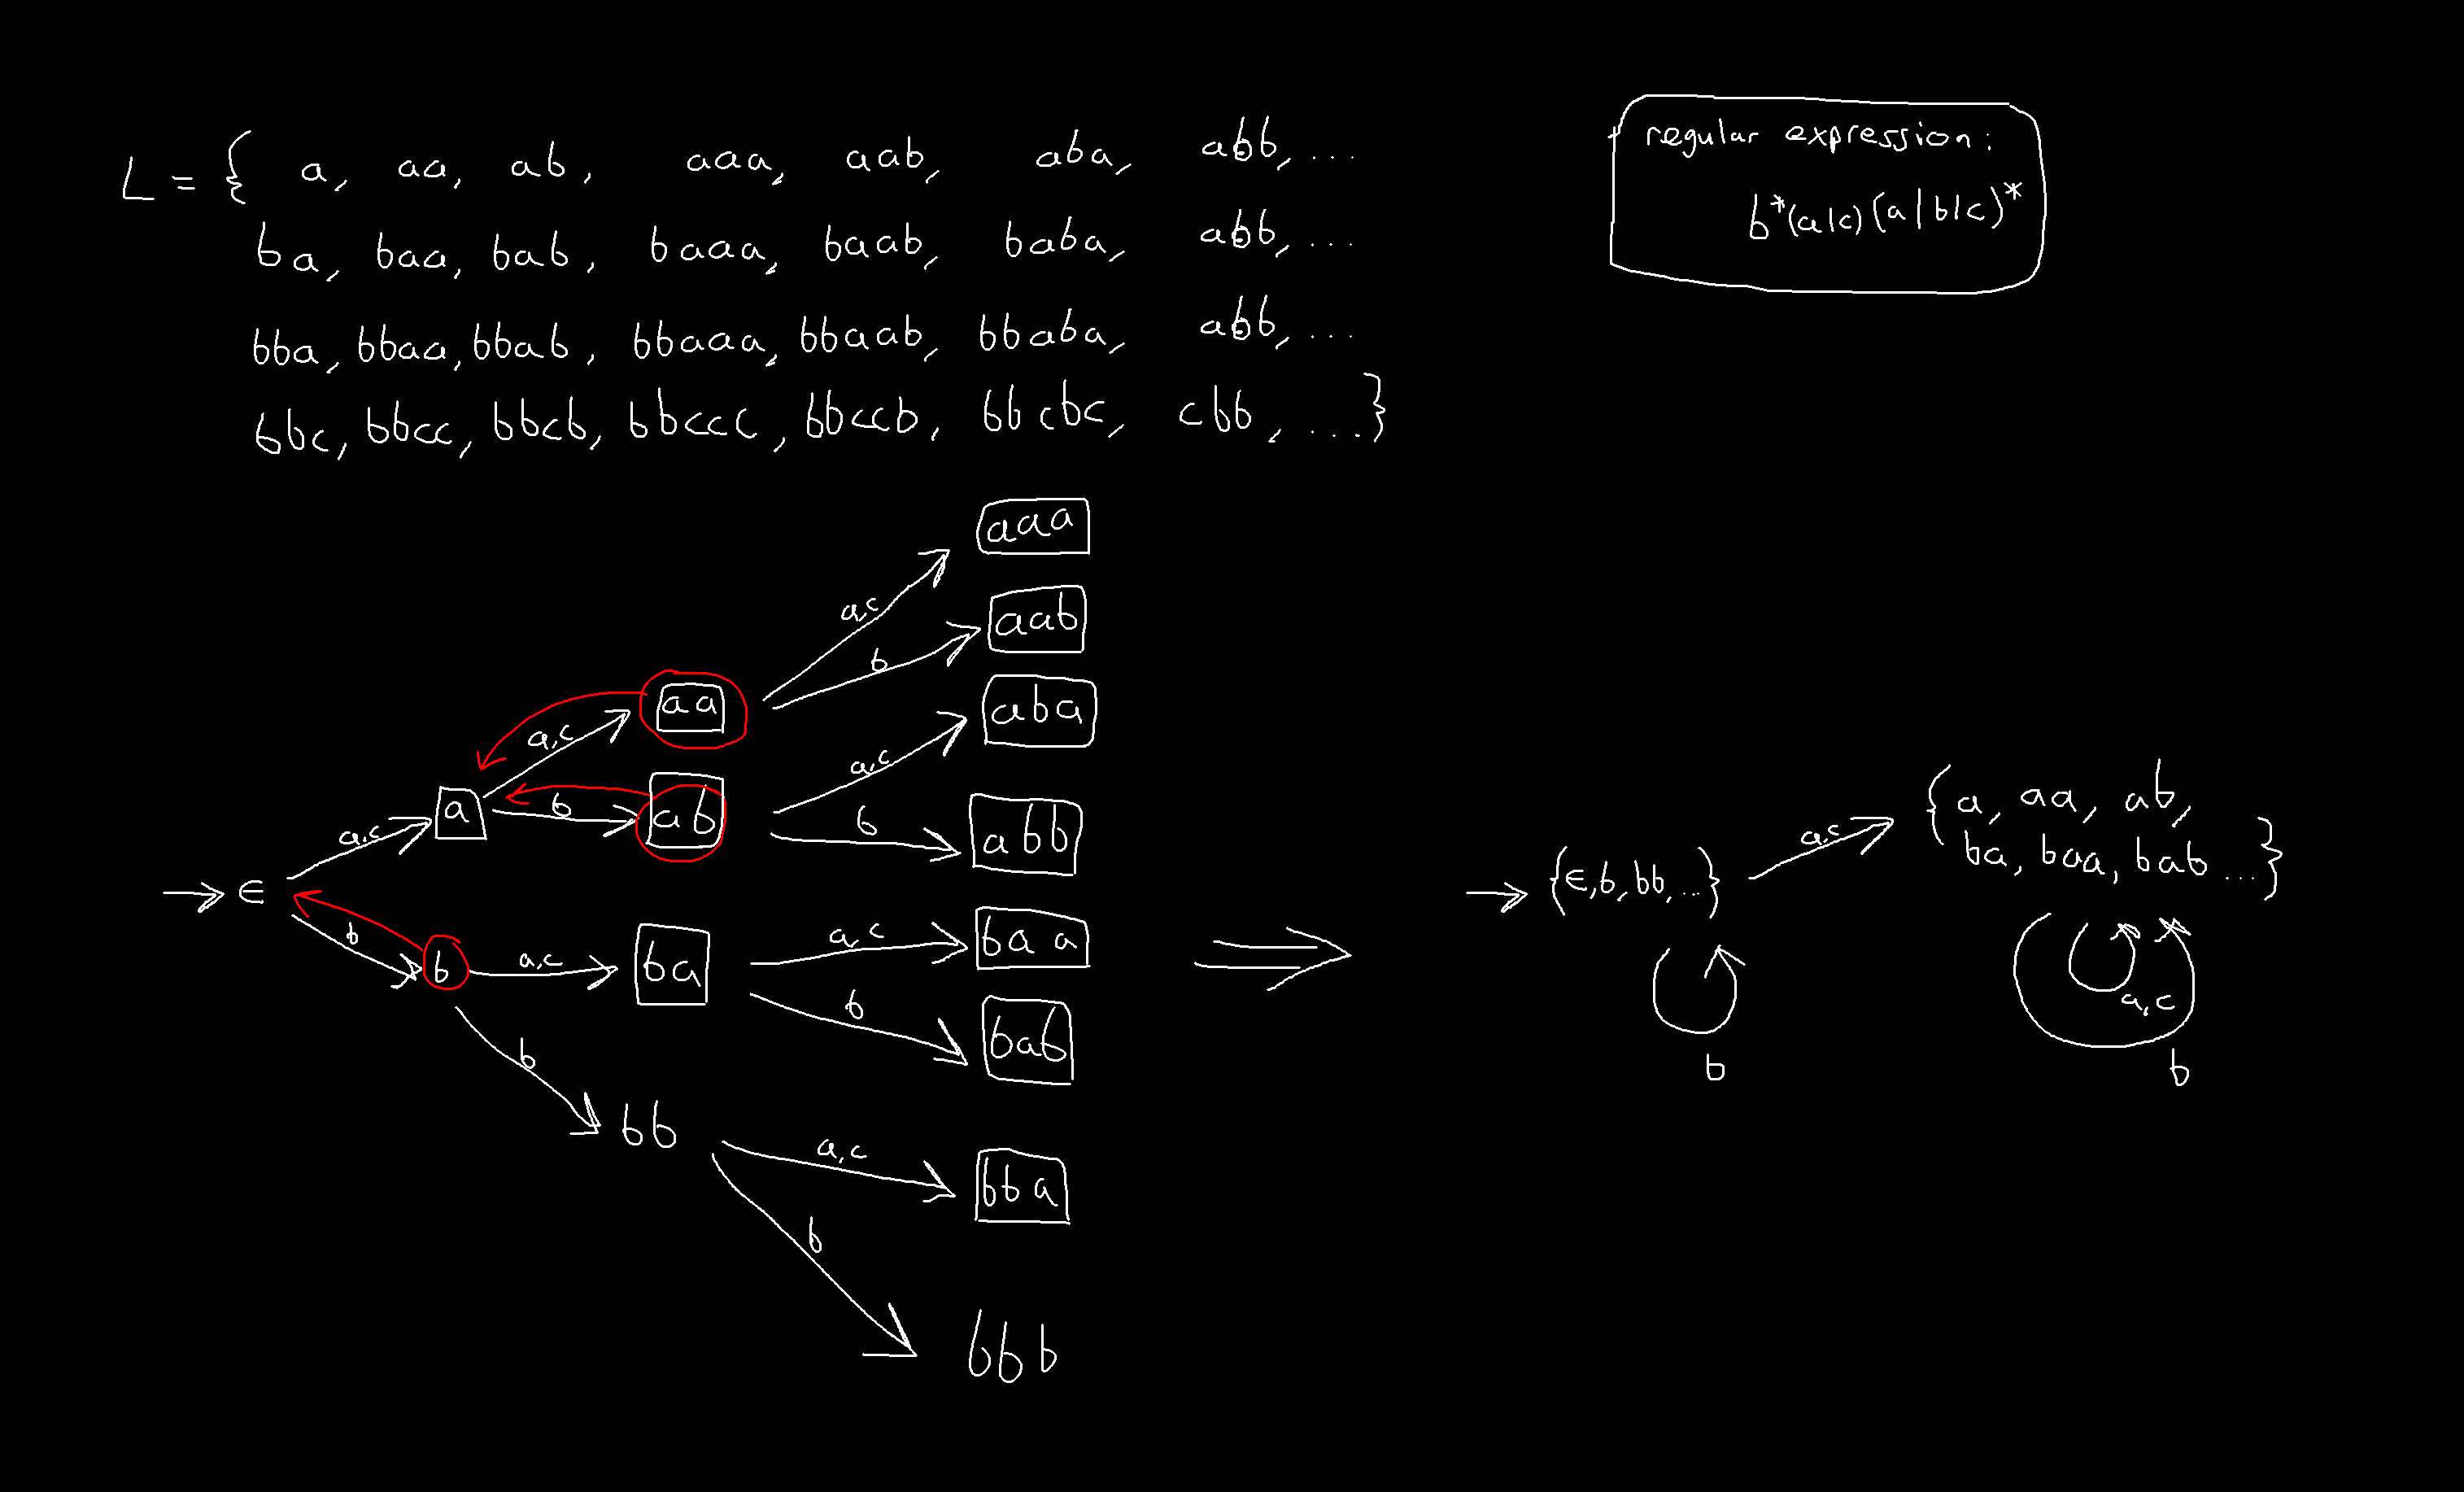 L = { a, aa, ab, aaa, aab, aba, abb, ...
ba, baa, bab, baaa, baab, baba, abb, ...
bba, bbaa, bbab, bbaaa, bbaab, bbaba, abb, ...
bbc, bbcc, bbcb, bbccc, bbccb, bbcbc, cbb, ... }
regular expression:
b*(a|c)(a|b|c)*
aaa
a,c
aab
b
aa
aba
a,c
a,c
a
b
ab
b
abb
a,c
→ ∈
b
b
a,c
ba
a,c
baa
b
bab
b
bb
a,c
bba
b
bbb
⇒
→ {∈, b, bb, ...}
a,c
{a, aa, ab,
ba, baa, bab ...}
b
a,c
b